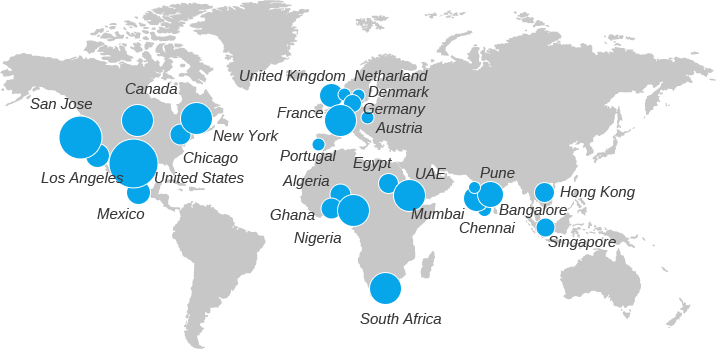 United Kingdom
Netharland
Canada
Denmark
San Jose
Germany
France
Austria
New York
Chicago
Portugal
Egypt
Los Angeles
United States
Algeria
UAE
Pune
Hong Kong
Mexico
Ghana
Mumbai
Bangalore
Chennai
Nigeria
Singapore
South Africa